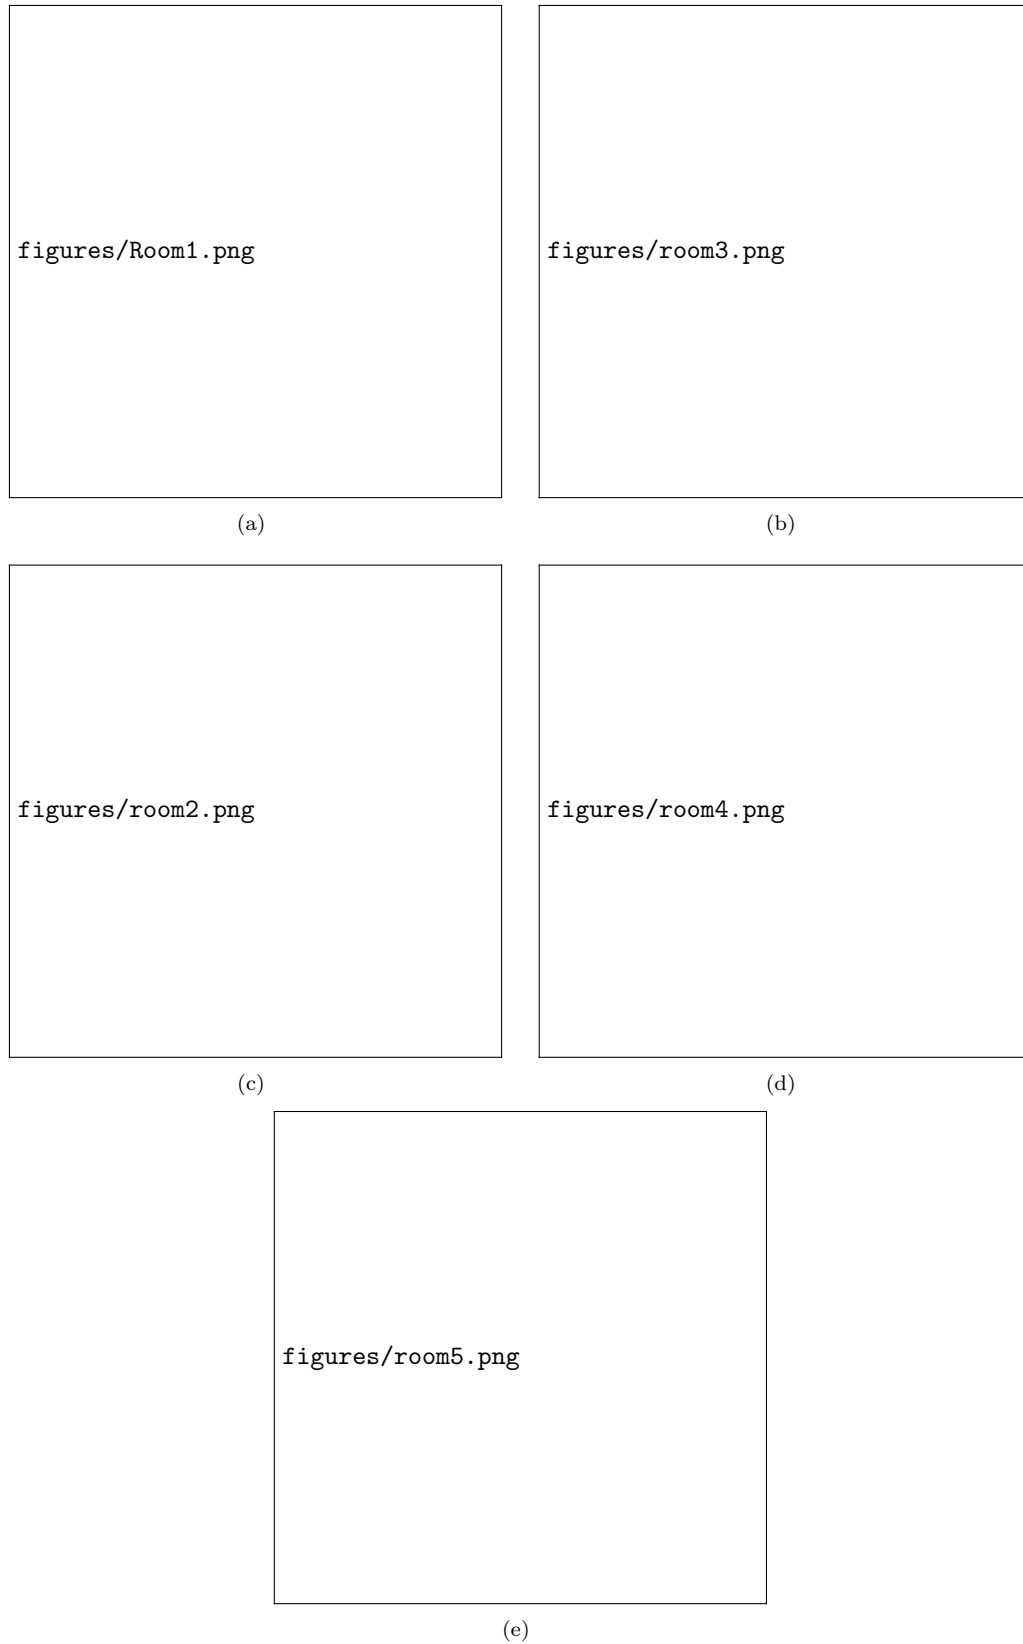 figures/Room1.png
figures/room3.png
(a)
(b)
figures/room2.png
figures/room4.png
(c)
(d)
figures/room5.png
(e)